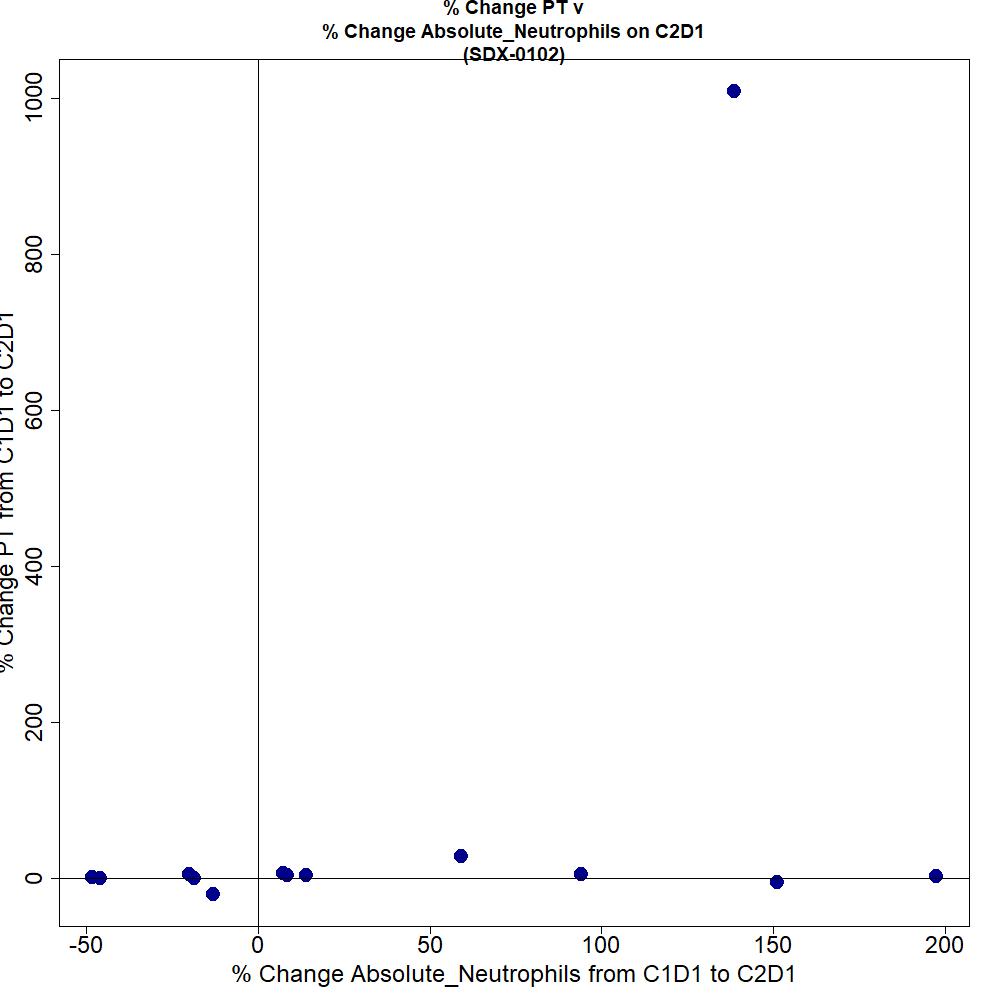 % Change PT v
% Change Absolute_Neutrophils on C2D1
(SDX-0102)
% Change PT from C1D1 to C2D1
1000
800
600
400
200
0
-50
0
50
100
150
200
% Change Absolute_Neutrophils from C1D1 to C2D1